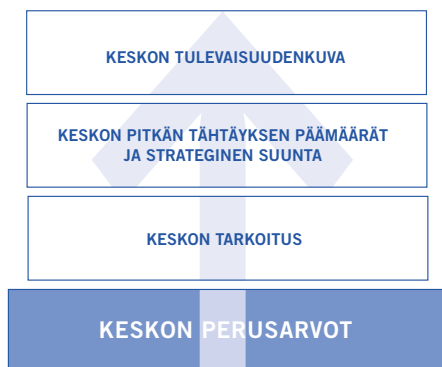 KESKON TULEVAISUUDENKUVA
KESKON PITKÄN TÄHTÄYKSEN PÄÄMÄÄRÄT
JA STRATEGINEN SUUNTA
KESKON TARKOITUS
KESKON PERUSARVOT